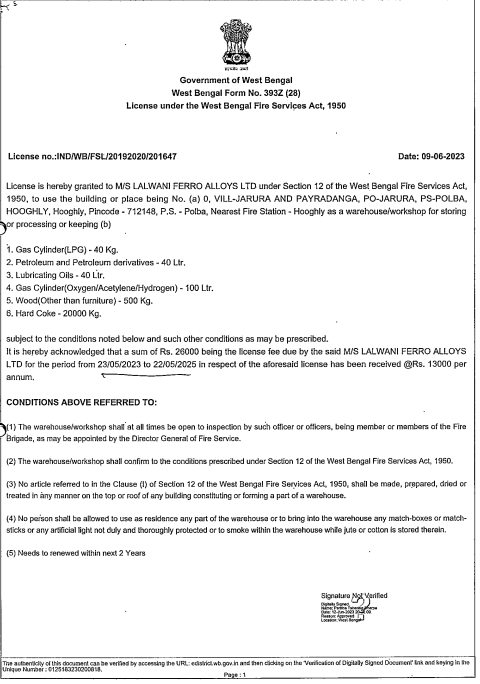 Government of West Bengal
West Bengal Form No. 393Z (28)
License under the West Bengal Fire Services Act, 1950
License no.:IND/WB/FSL/20192020/201647 Date: 09-06-2023
License is hereby granted to M/S LALWANI FERRO ALLOYS LTD under Section 12 of the West Bengal Fire Services Act,
1950, to use the building or place being No. (a) 0, VILL-JARURA AND PAYRADANGA, PO-JARURA, PS-POLBA,
HOOGHLY, Hooghly, Pincode - 712148, P.S. - Polba, Nearest Fire Station - Hooghly as a warehouse/workshop for storing
or processing or keeping (b)
1. Gas Cylinder(LPG) - 40 Kg.
2. Petroleum and Petroleum derivatives - 40 Ltr.
3. Lubricating Oils - 40 Ltr.
4. Gas Cylinder(Oxygen/Acetylene/Hydrogen) - 100 Ltr.
5. Wood(Other than furniture) - 500 Kg.
6. Hard Coke - 20000 Kg.
subject to the conditions noted below and such other conditions as may be prescribed.
It is hereby acknowledged that a sum of Rs. 26000 being the license fee due by the said M/S LALWANI FERRO ALLOYS
LTD for the period from 23/05/2023 to 22/05/2025 in respect of the aforesaid license has been received @Rs. 13000 per
annum.
CONDITIONS ABOVE REFERRED TO:
(1) The warehouse/workshop shall at all times be open to inspection by such officer or officers, being member or members of the Fire
Brigade, as may be appointed by the Director General of Fire Service.
(2) The warehouse/workshop shall confirm to the conditions prescribed under Section 12 of the West Bengal Fire Services Act, 1950.
(3) No article referred to in the Clause (I) of Section 12 of the West Bengal Fire Services Act, 1950, shall be made, prepared, dried or
treated in any manner on the top or roof of any building constituting or forming a part of a warehouse.
(4) No person shall be allowed to use as residence any part of the warehouse or to bring into the warehouse any match-boxes or match-
sticks or any artificial light not duly and thoroughly protected or to smoke within the warehouse while jute or cotton is stored therein.
(5) Needs to renewed within next 2 Years
Signature Not Verified
Digitally Signed
Reason: Approved
Location: West Bengal
The authenticity of this document can be verified by accessing the URL: edistrict.wb.gov.in and then clicking on the 'Verification of Digitally Signed Document' link and keying in the
Unique Number : 0125163230200818.
Page : 1